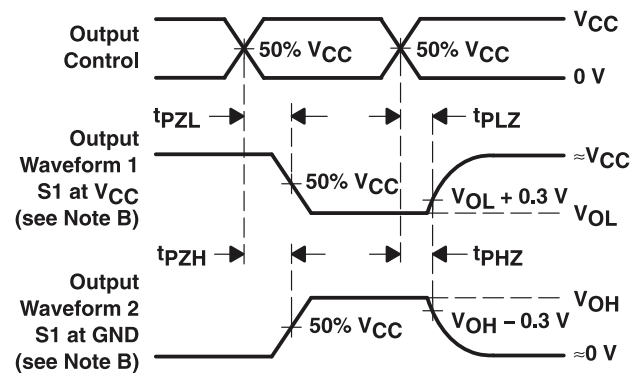 Output
Control
50% VCC
50% VCC
VCC
0 V
tPZL
tPLZ
Output
Waveform 1
S1 at VCC
(see Note B)
50% VCC
VOL + 0.3 V
≈VCC
VOL
tPZH
tPHZ
Output
Waveform 2
S1 at GND
(see Note B)
50% VCC
VOH – 0.3 V
VOH
≈0 V